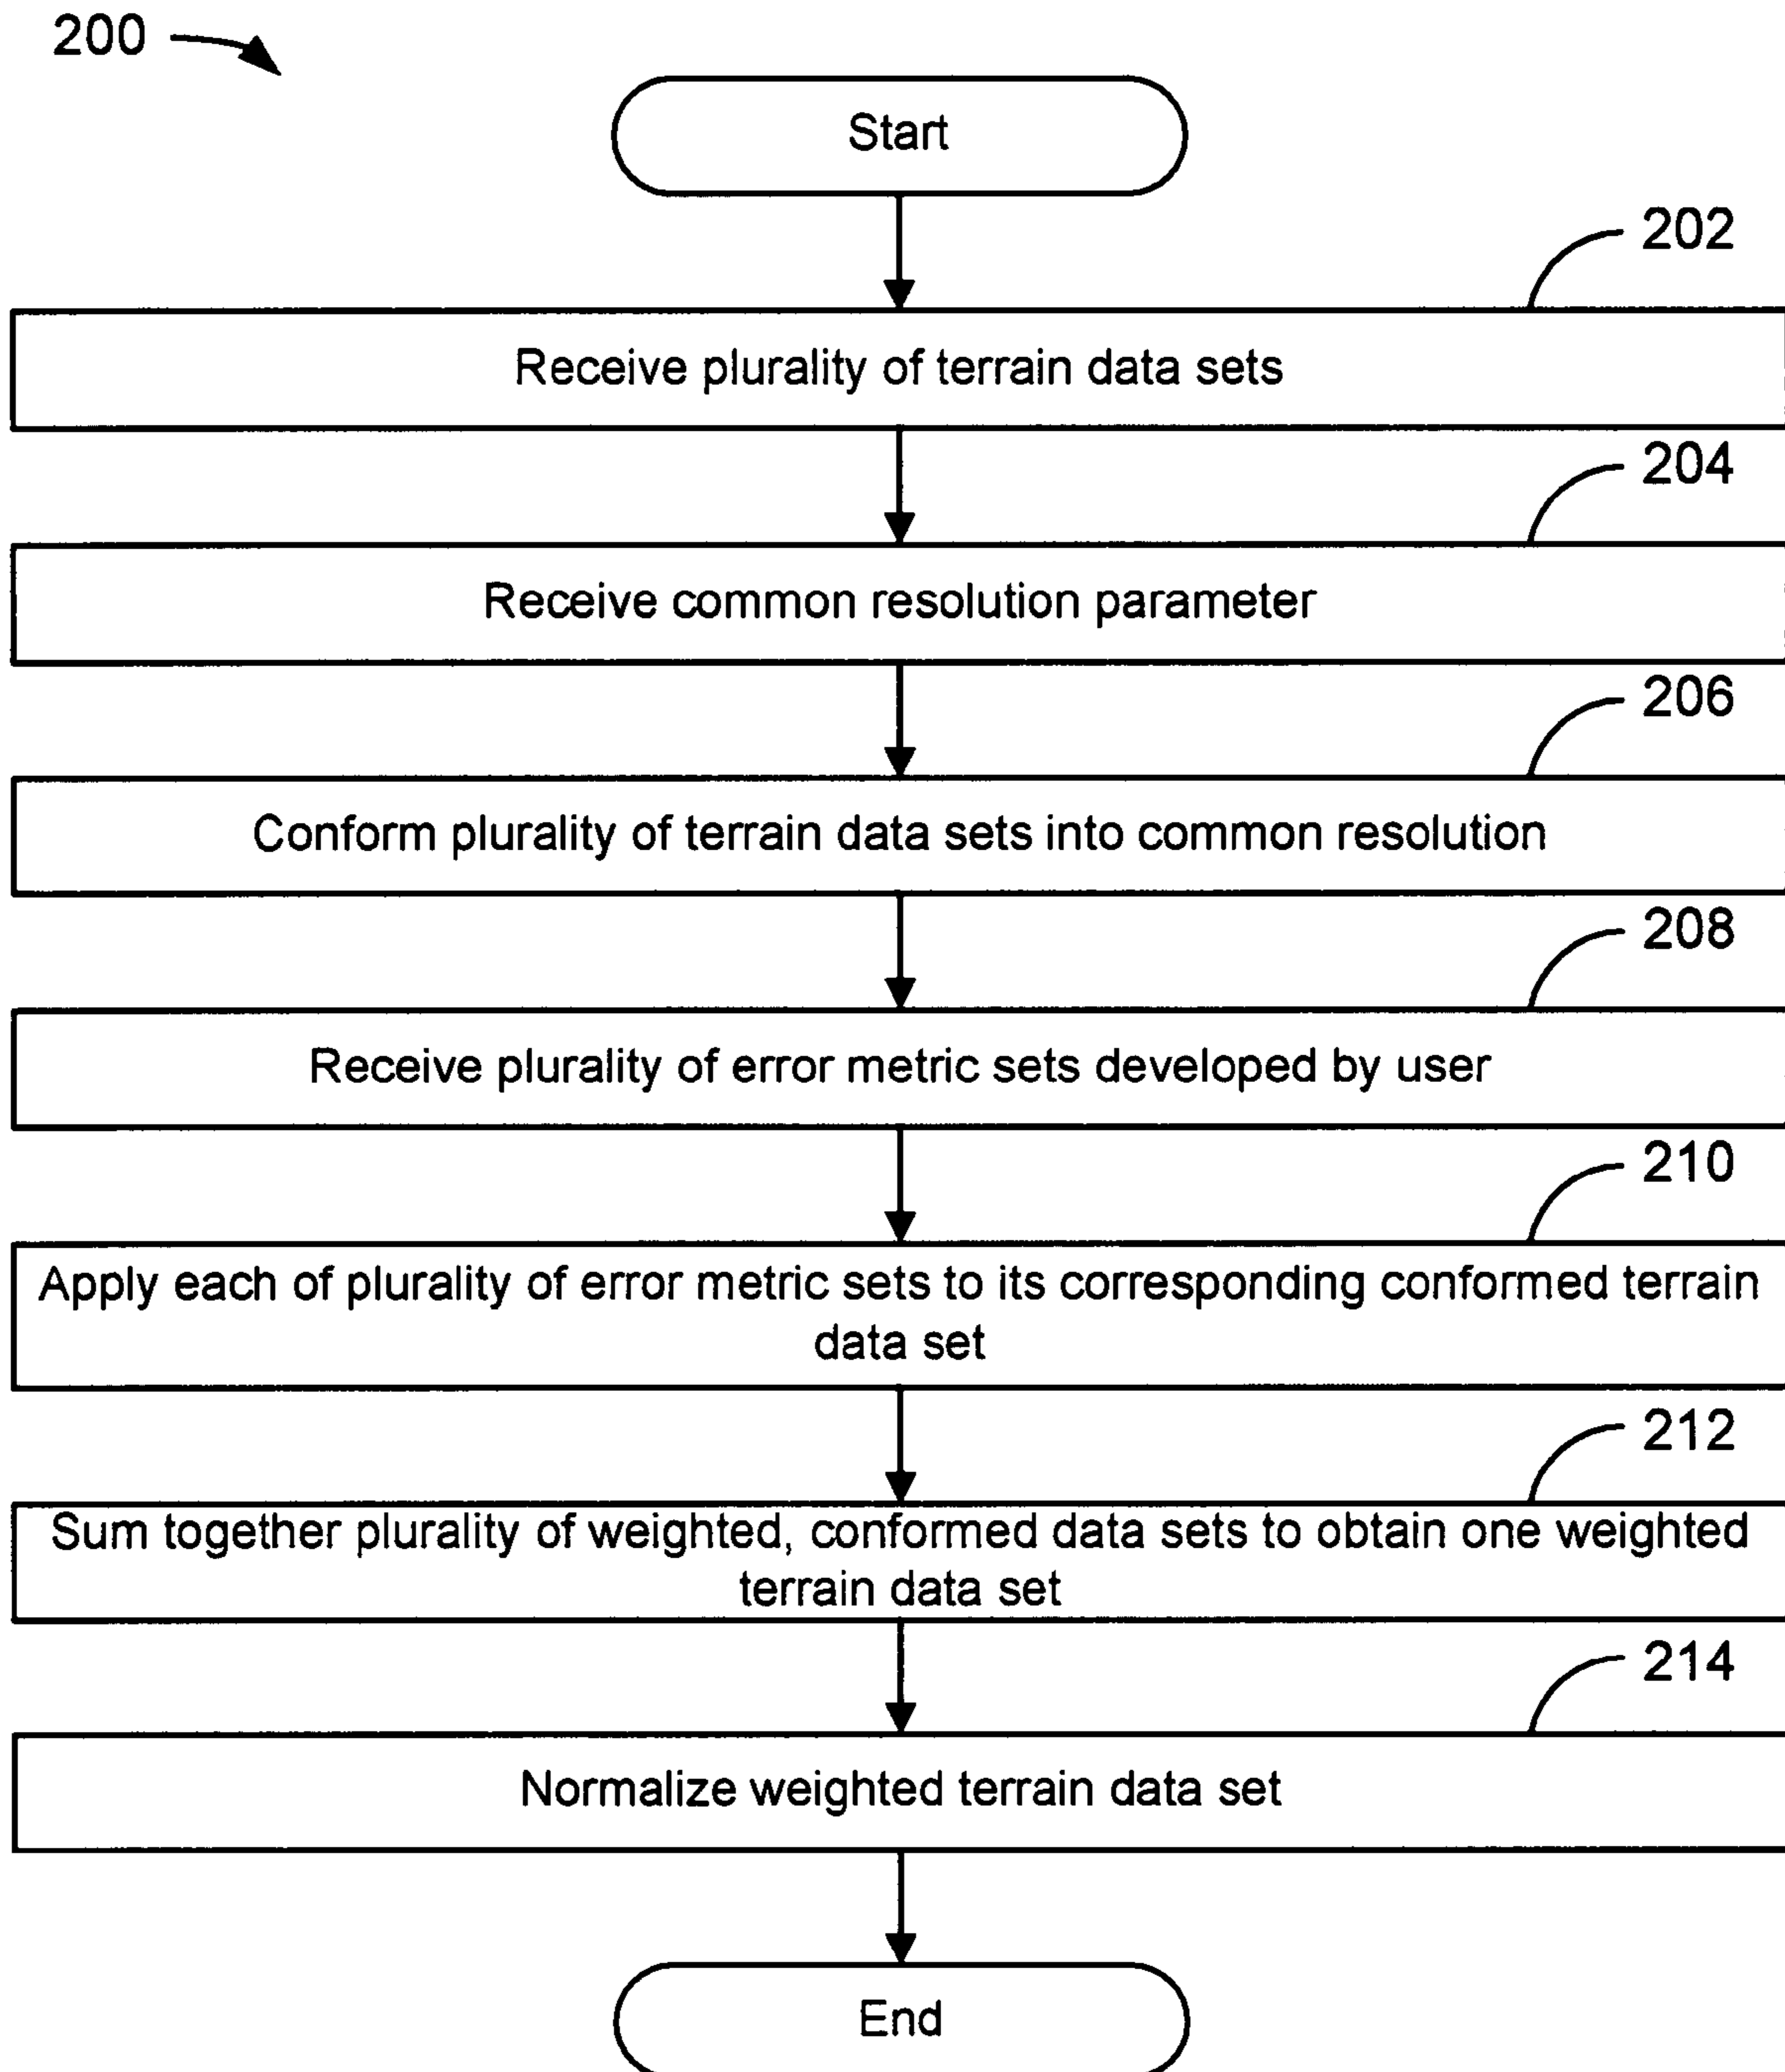 200
Start
202
Receive plurality of terrain data sets
204
Receive common resolution parameter
206
Conform plurality of terrain data sets into common resolution
208
Receive plurality of error metric sets developed by user
210
Apply each of plurality of error metric sets to its corresponding conformed terrain
data set
212
Sum together plurality of weighted, conformed data sets to obtain one weighted
terrain data set
214
Normalize weighted terrain data set
End